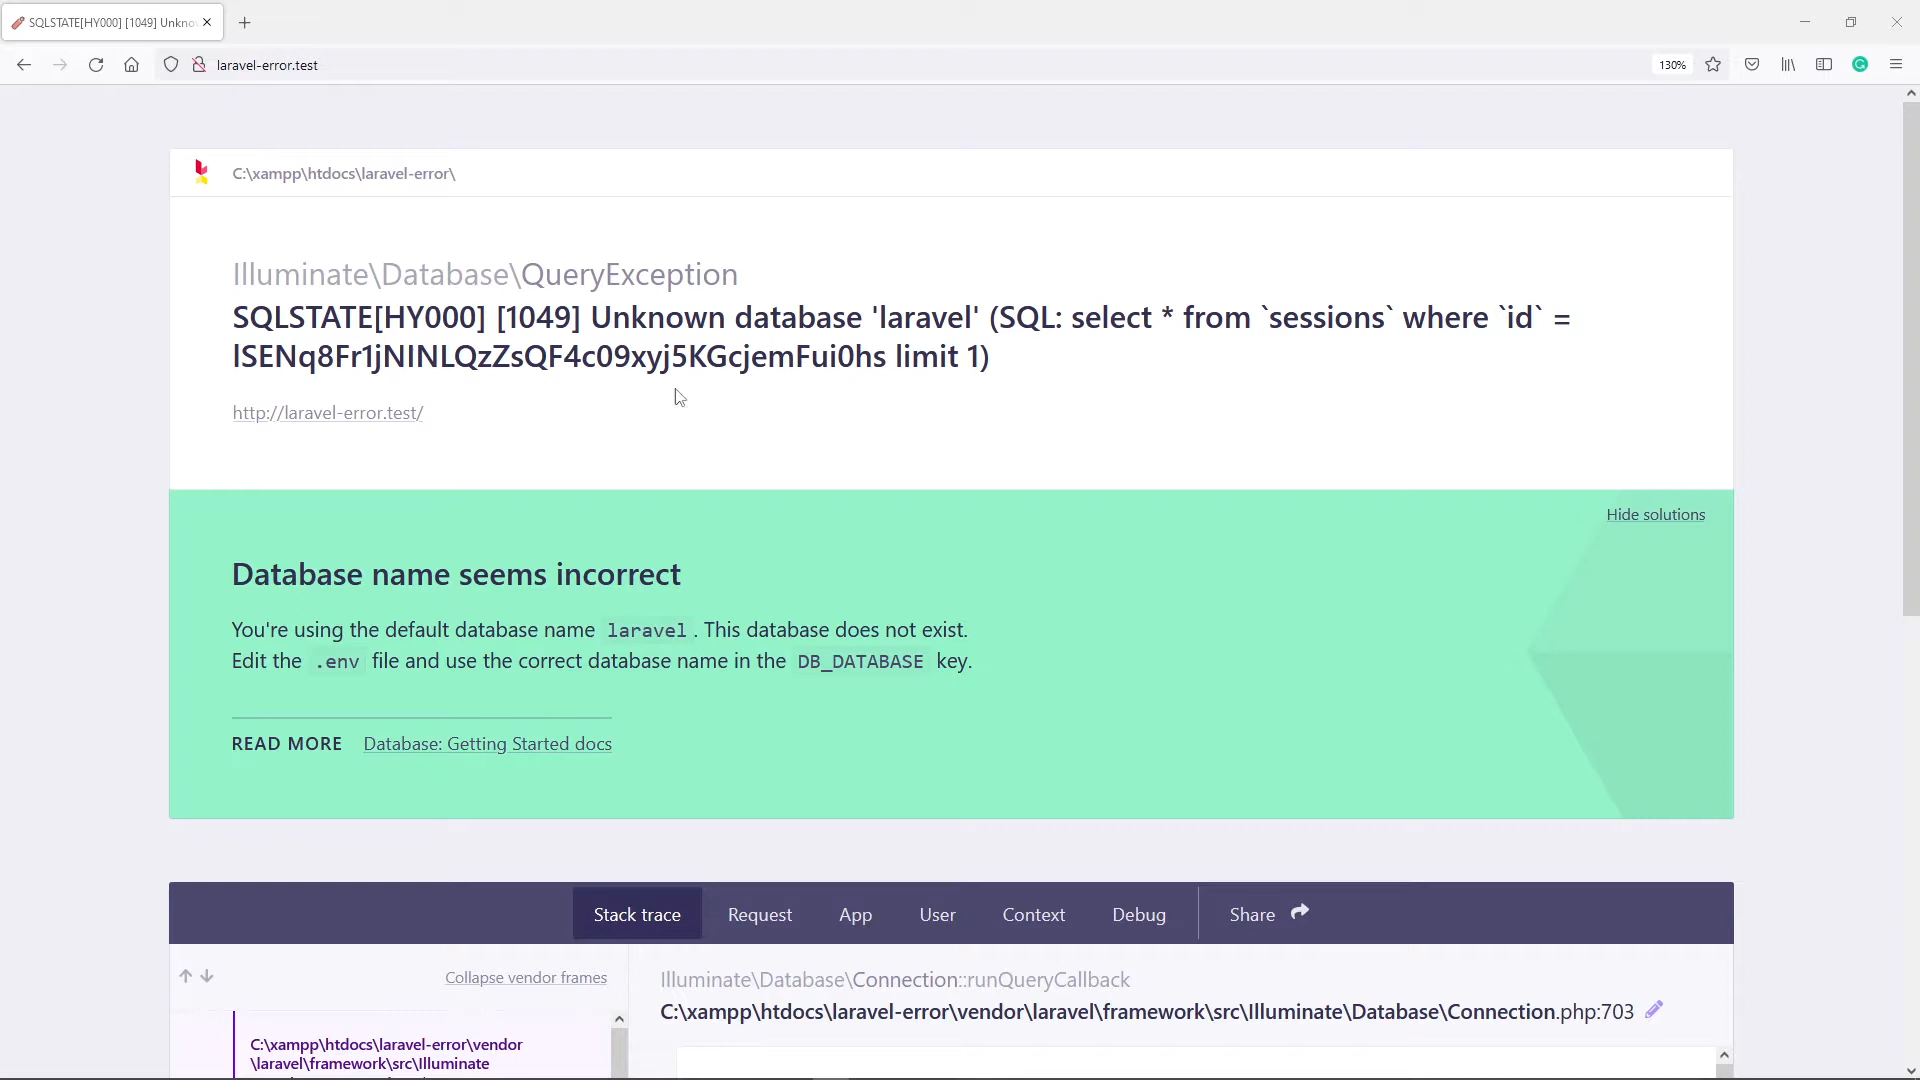 SQLSTATE[HY000] [1049] Unkno
laravel-error.test
130%
C:\xampp\htdocs\laravel-error\
Illuminate\Database\QueryException
SQLSTATE[HY000] [1049] Unknown database 'laravel' (SQL: select * from `sessions` where `id` =
lSENq8Fr1jNINLQzZsQF4c09xyj5KGcjemFui0hs limit 1)
http://laravel-error.test/
Hide solutions
Database name seems incorrect
You're using the default database name laravel. This database does not exist.
Edit the .env file and use the correct database name in the DB_DATABASE key.
READ MORE Database: Getting Started docs
Stack trace Request App User Context Debug Share
Collapse vendor frames
Illuminate\Database\Connection::runQueryCallback
C:\xampp\htdocs\laravel-error\vendor\laravel\framework\src\Illuminate\Database\Connection.php:703
C:\xampp\htdocs\laravel-error\vendor
\laravel\framework\src\Illuminate